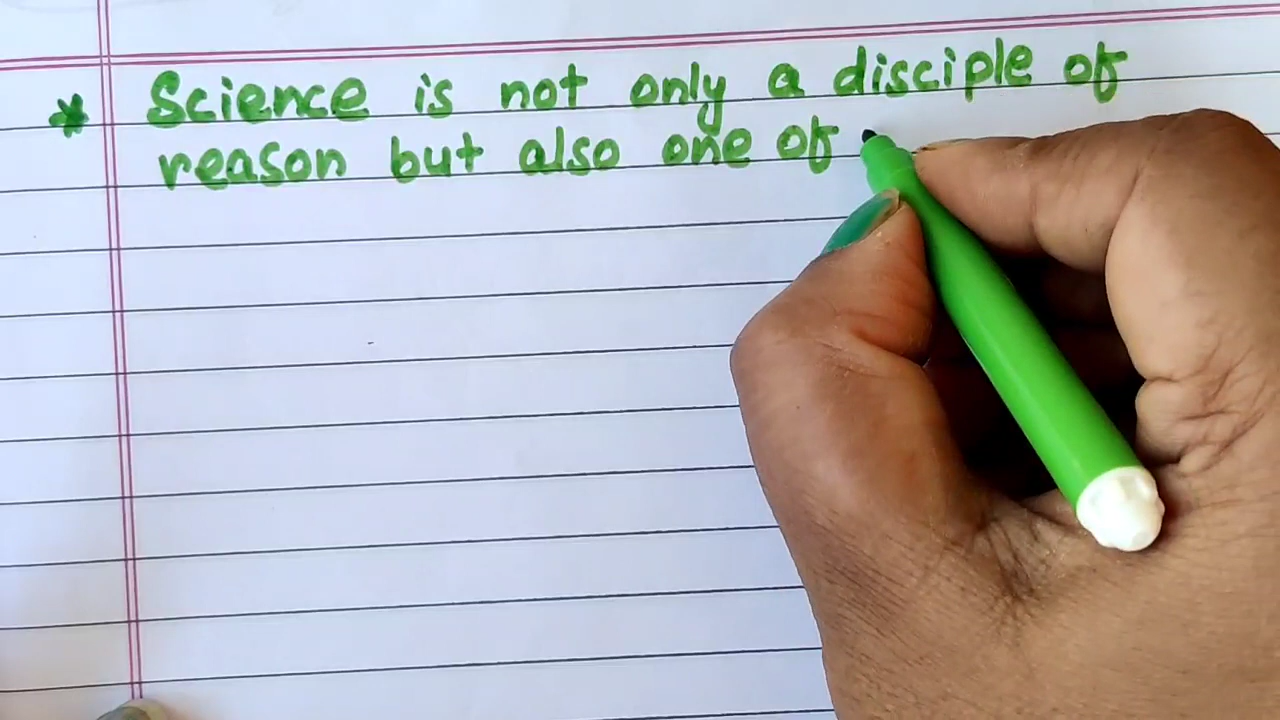 * Science is not only a disciple of
reason but also one of